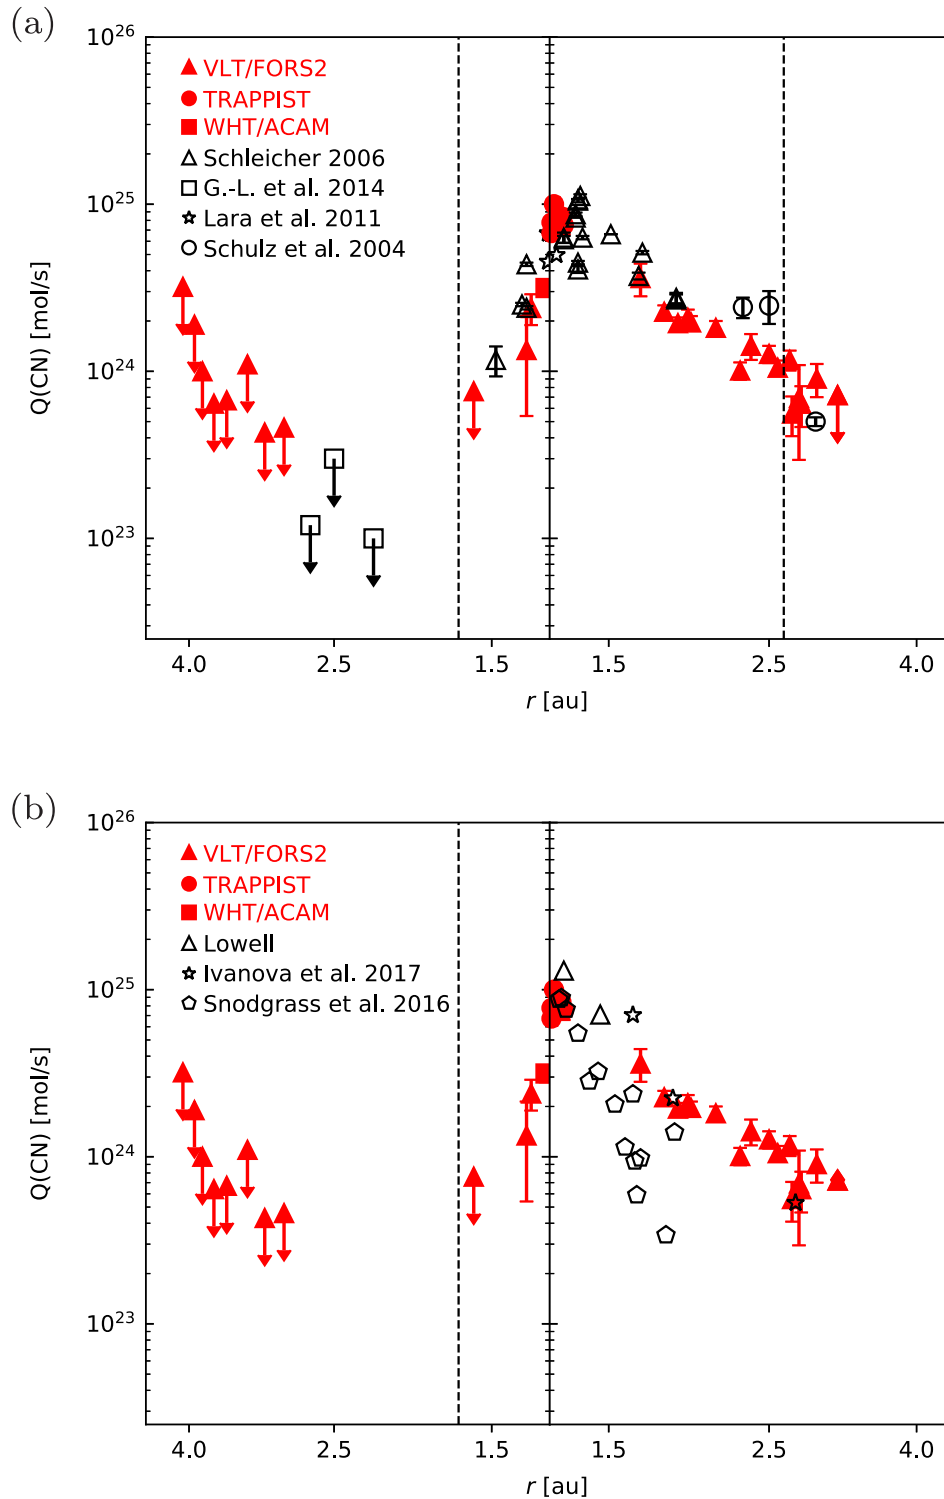 (a)
10^26
VLT/FORS2
TRAPPIST
WHT/ACAM
Schleicher 2006
G.-L. et al. 2014
Lara et al. 2011
Schulz et al. 2004
10^25
10^24
10^23
Q(CN) [mol/s]
4.0 2.5 1.5 1.5 2.5 4.0
r [au]
(b)
10^26
VLT/FORS2
TRAPPIST
WHT/ACAM
Lowell
Ivanova et al. 2017
Snodgrass et al. 2016
10^25
10^24
10^23
Q(CN) [mol/s]
4.0 2.5 1.5 1.5 2.5 4.0
r [au]